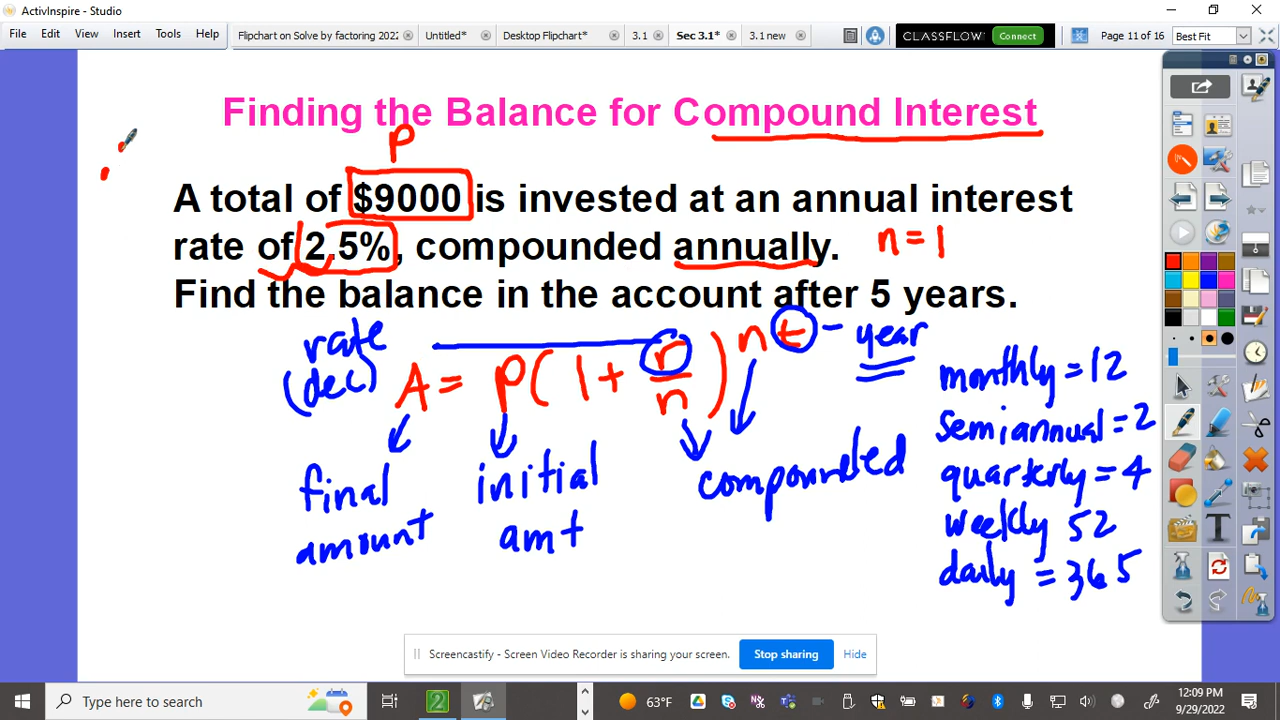 ActivInspire - Studio
File Edit View Insert Tools Help
Flipchart on Solve by factoring 2022
Untitled*
Desktop Flipchart*
3.1
Sec 3.1*
3.1 new
CLASSFLOW
Connect
Page 11 of 16
Best Fit
Finding the Balance for Compound Interest
P
A total of $9000 is invested at an annual interest
rate of 2.5%, compounded annually.
n = 1
Find the balance in the account after 5 years.
rate
(dec)
A = P(1 + r/n)nt - year
final
amount
initial
amt
compounded
monthly = 12
semiannual = 2
quarterly = 4
weekly 52
daily = 365
Screencastify - Screen Video Recorder is sharing your screen.
Stop sharing
Hide
Type here to search
63°F
12:09 PM
9/29/2022